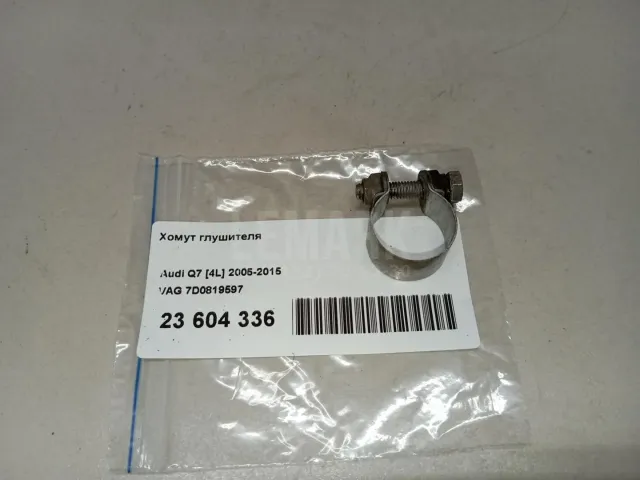 Хомут глушителя
Audi Q7 [4L] 2005-2015
VAG 7D0819597
23 604 336